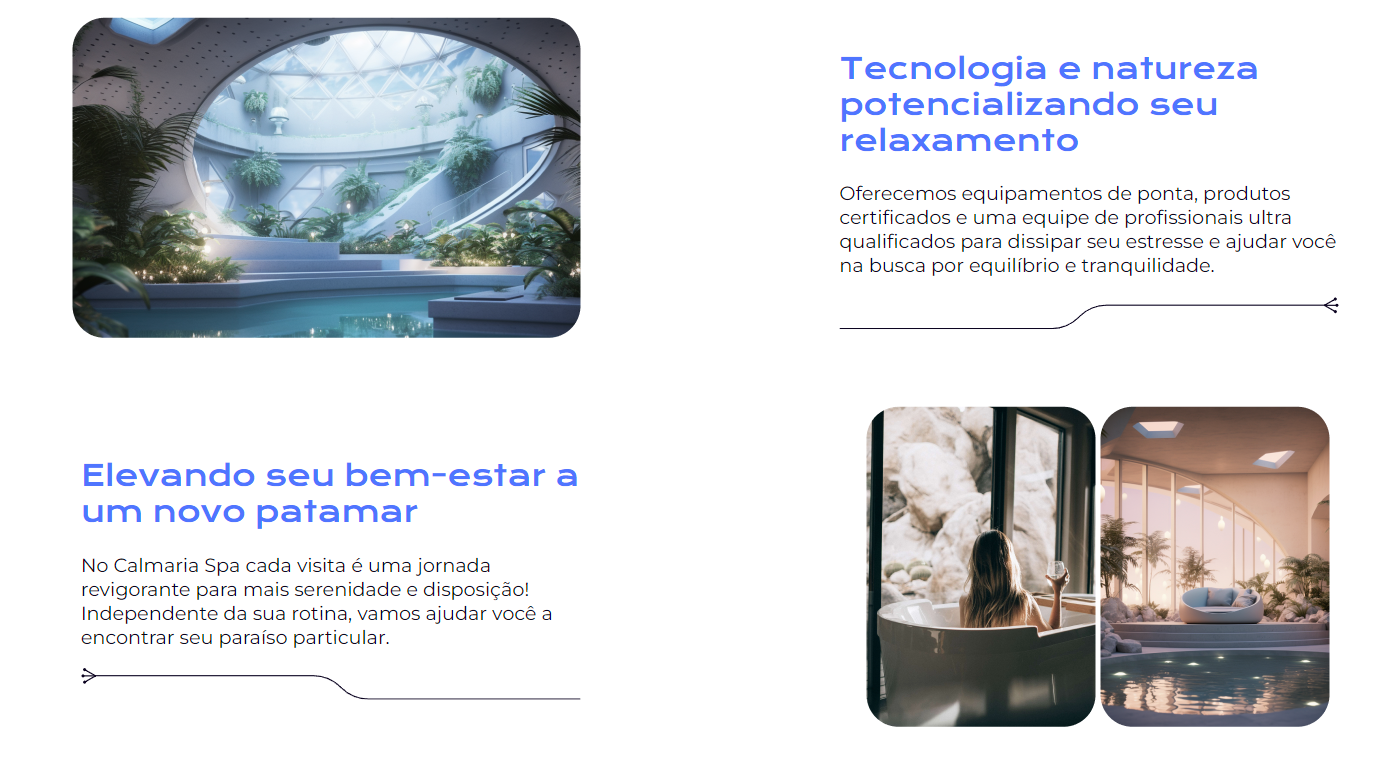 Tecnologia e natureza
potencializando seu
relaxamento
Oferecemos equipamentos de ponta, produtos
certificados e uma equipe de profissionais ultra
qualificados para dissipar seu estresse e ajudar você
na busca por equilíbrio e tranquilidade.
Elevando seu bem-estar a
um novo patamar
No Calmaria Spa cada visita é uma jornada
revigorante para mais serenidade e disposição!
Independente da sua rotina, vamos ajudar você a
encontrar seu paraíso particular.